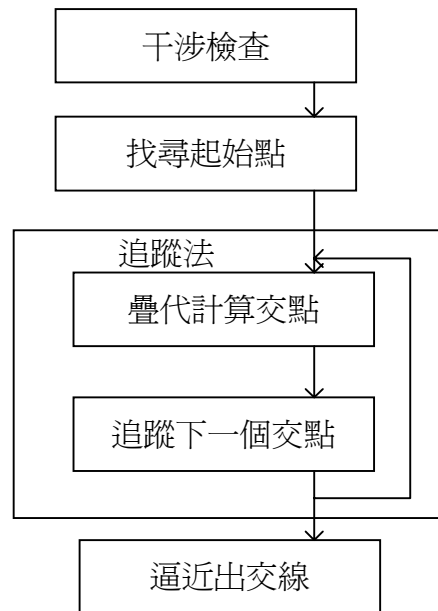 干涉檢查
找尋起始點
追蹤法
疊代計算交點
追蹤下一個交點
逼近出交線